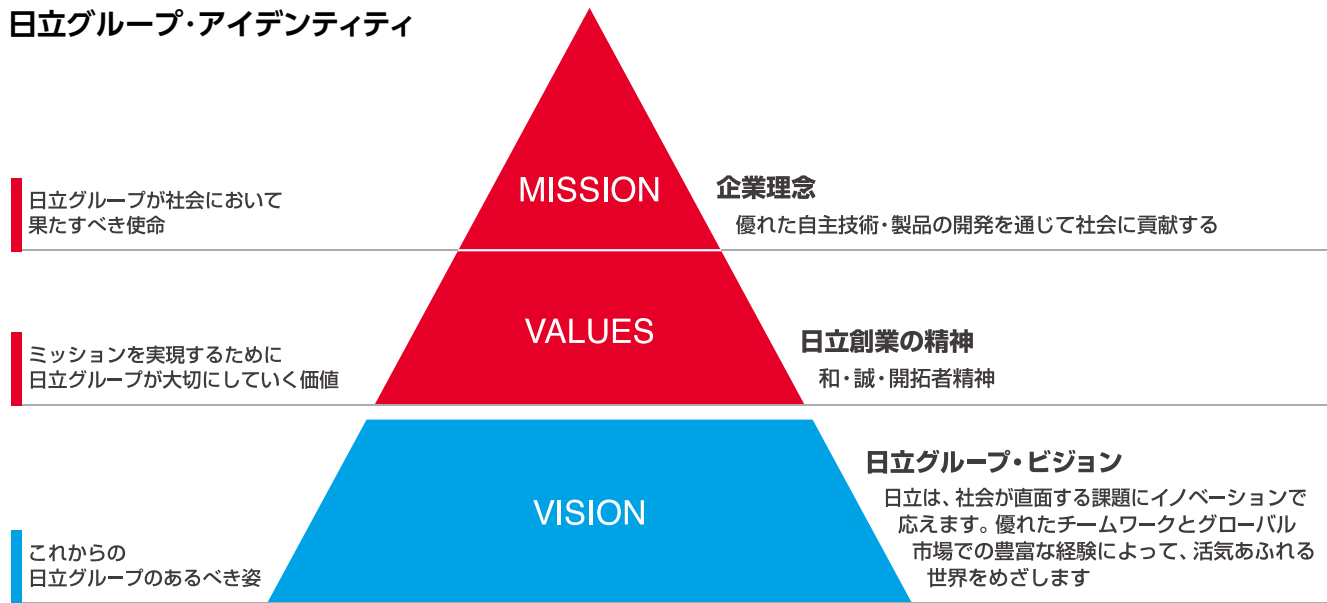 日立グループ・アイデンティティ
日立グループが社会において
果たすべき使命
MISSION
企業理念
優れた自主技術・製品の開発を通じて社会に貢献する
ミッションを実現するために
日立グループが大切にしていく価値
VALUES
日立創業の精神
和・誠・開拓者精神
これからの
日立グループのあるべき姿
VISION
日立グループ・ビジョン
日立は、社会が直面する課題にイノベーションで
応えます。優れたチームワークとグローバル
市場での豊富な経験によって、活気あふれる
世界をめざします